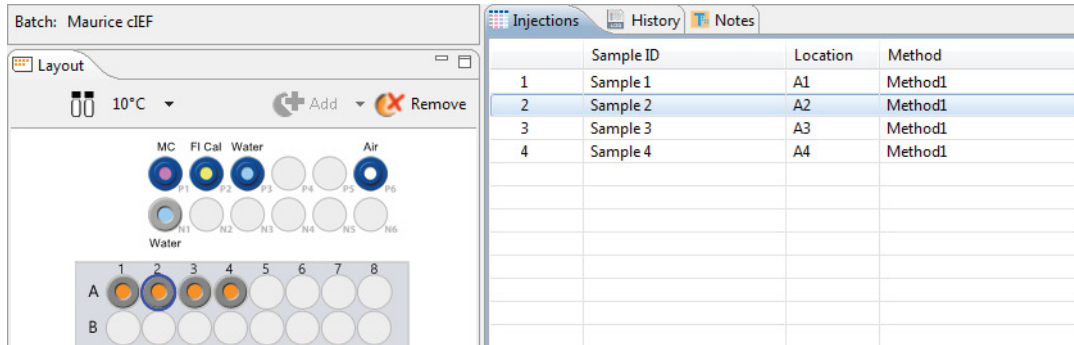 Batch: Maurice cIEF
Layout
10°C
Add
Remove
MC FI Cal Water Air
P1 P2 P3 P4 P5 P6
N1 N2 N3 N4 N5 N6
Water
1 2 3 4 5 6 7 8
A
B
Injections History Notes
Sample ID Location Method
1 Sample 1 A1 Method1
2 Sample 2 A2 Method1
3 Sample 3 A3 Method1
4 Sample 4 A4 Method1